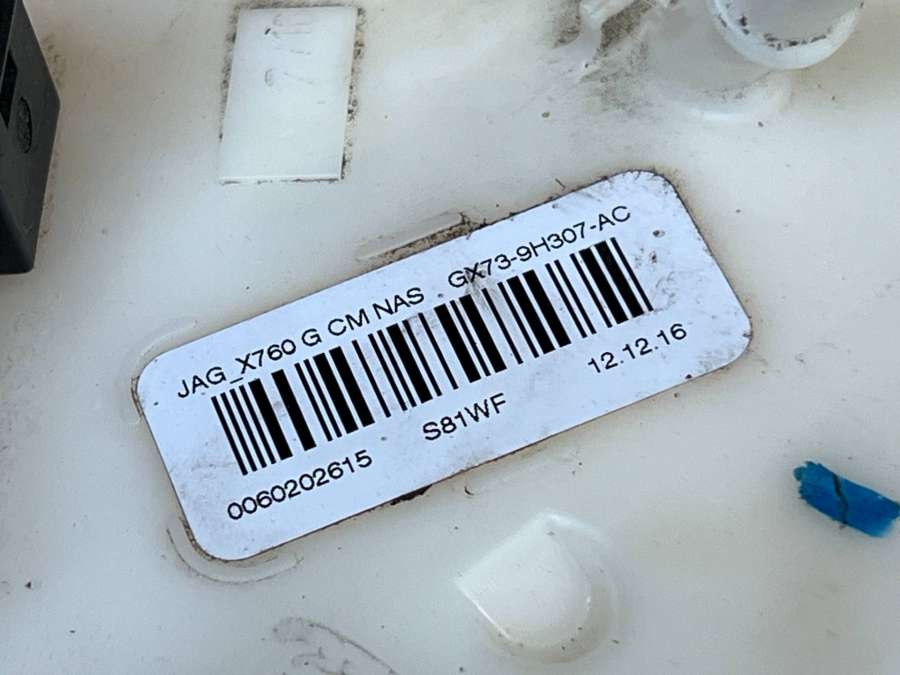 JAG_X760 G CM NAS GX73-9H307-AC
0060202615 S81WF 12.12.16